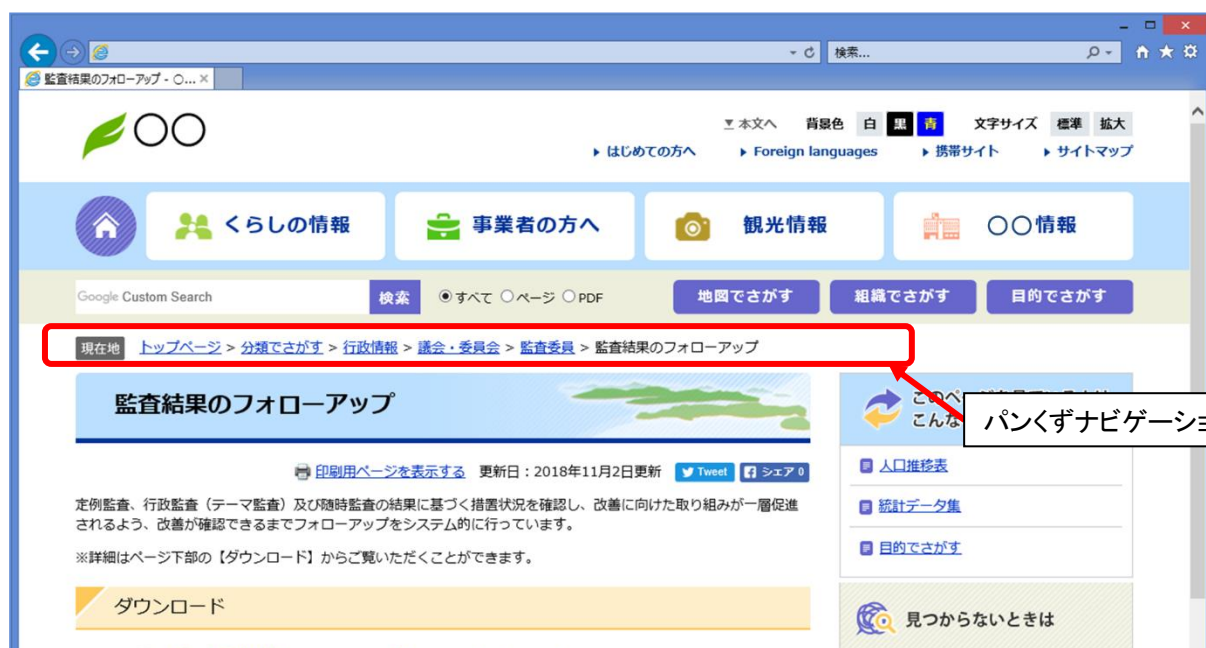 検索...
監査結果のフォローアップ - ○...
〇〇
本文へ 背景色 白 黒 青 文字サイズ 標準 拡大
はじめての方へ Foreign languages 携帯サイト サイトマップ
くらしの情報 事業者の方へ 観光情報 〇〇情報
Google Custom Search 検索 すべて ページ PDF 地図でさがす 組織でさがす 目的でさがす
現在地 トップページ > 分類でさがす > 行政情報 > 議会・委員会 > 監査委員 > 監査結果のフォローアップ
監査結果のフォローアップ
こんな
パンくずナビゲーショ
印刷用ページを表示する 更新日：2018年11月2日更新 Tweet シェア 0
定例監査、行政監査（テーマ監査）及び随時監査の結果に基づく措置状況を確認し、改善に向けた取り組みが一層促進
されるよう、改善が確認できるまでフォローアップをシステム的に行っています。
※詳細はページ下部の【ダウンロード】からご覧いただくことができます。
ダウンロード
人口推移表
統計データ集
目的でさがす
見つからないときは